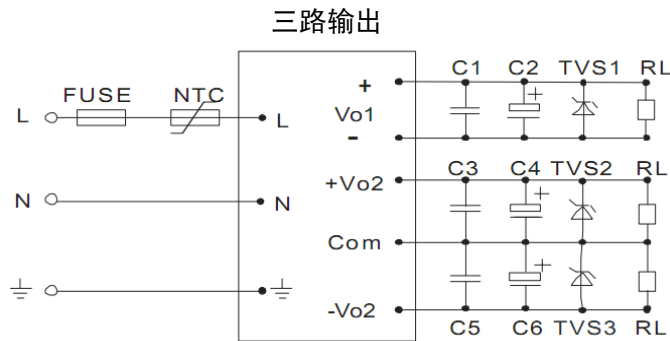 三路输出
C1 C2 TVS1 RL
FUSE NTC
L L
+
Vo1
-
C3 C4 TVS2 RL
+Vo2
N N
Com
-Vo2
C5 C6 TVS3 RL